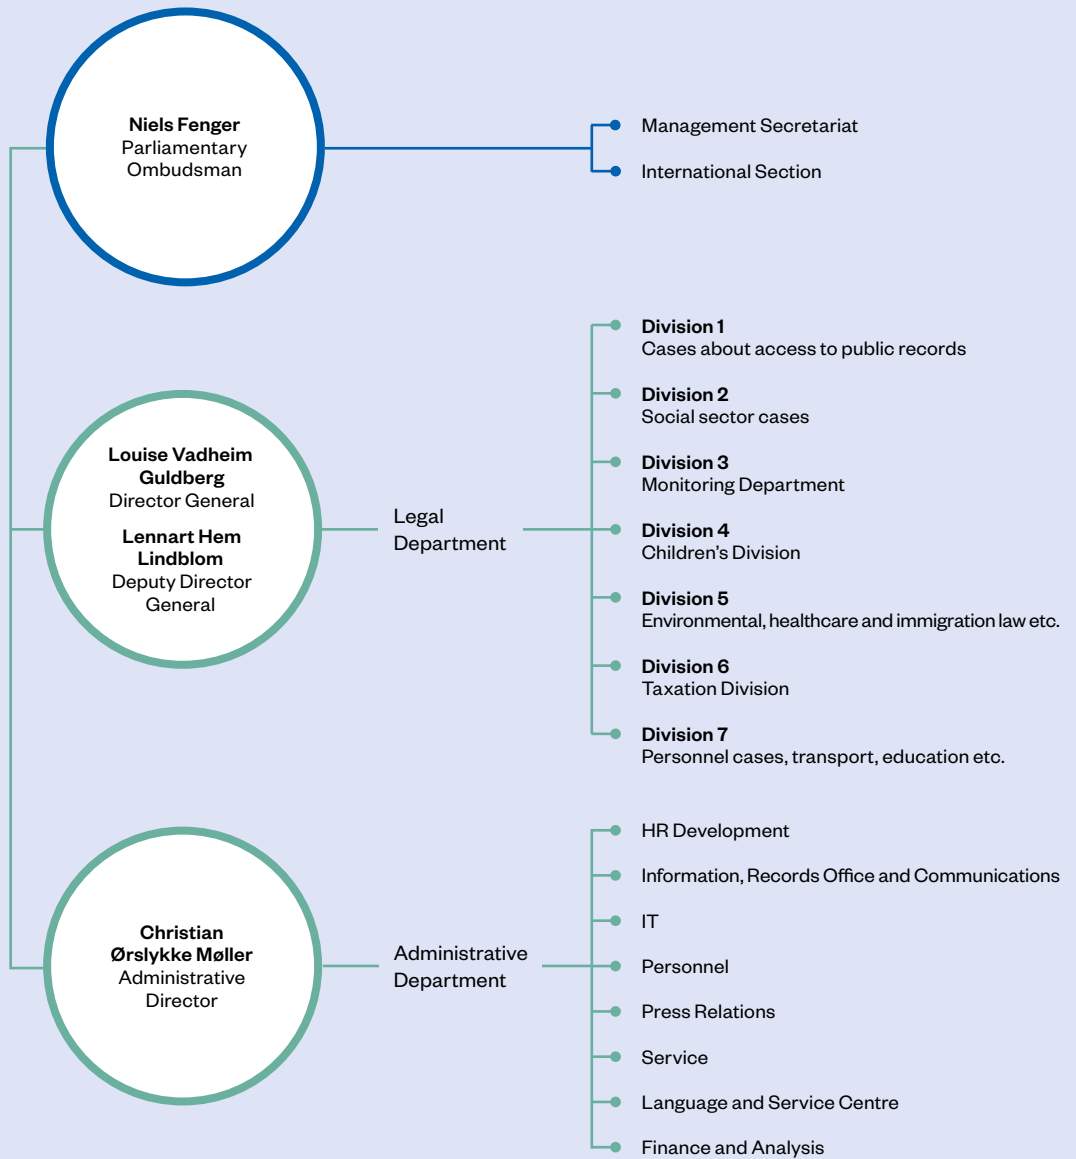 Niels Fenger
Parliamentary
Ombudsman
Management Secretariat
International Section
Louise Vadheim
Guldberg
Director General
Lennart Hem
Lindblom
Deputy Director
General
Legal
Department
Division 1
Cases about access to public records
Division 2
Social sector cases
Division 3
Monitoring Department
Division 4
Children’s Division
Division 5
Environmental, healthcare and immigration law etc.
Division 6
Taxation Division
Division 7
Personnel cases, transport, education etc.
Christian
Ørslykke Møller
Administrative
Director
Administrative
Department
HR Development
Information, Records Office and Communications
IT
Personnel
Press Relations
Service
Language and Service Centre
Finance and Analysis